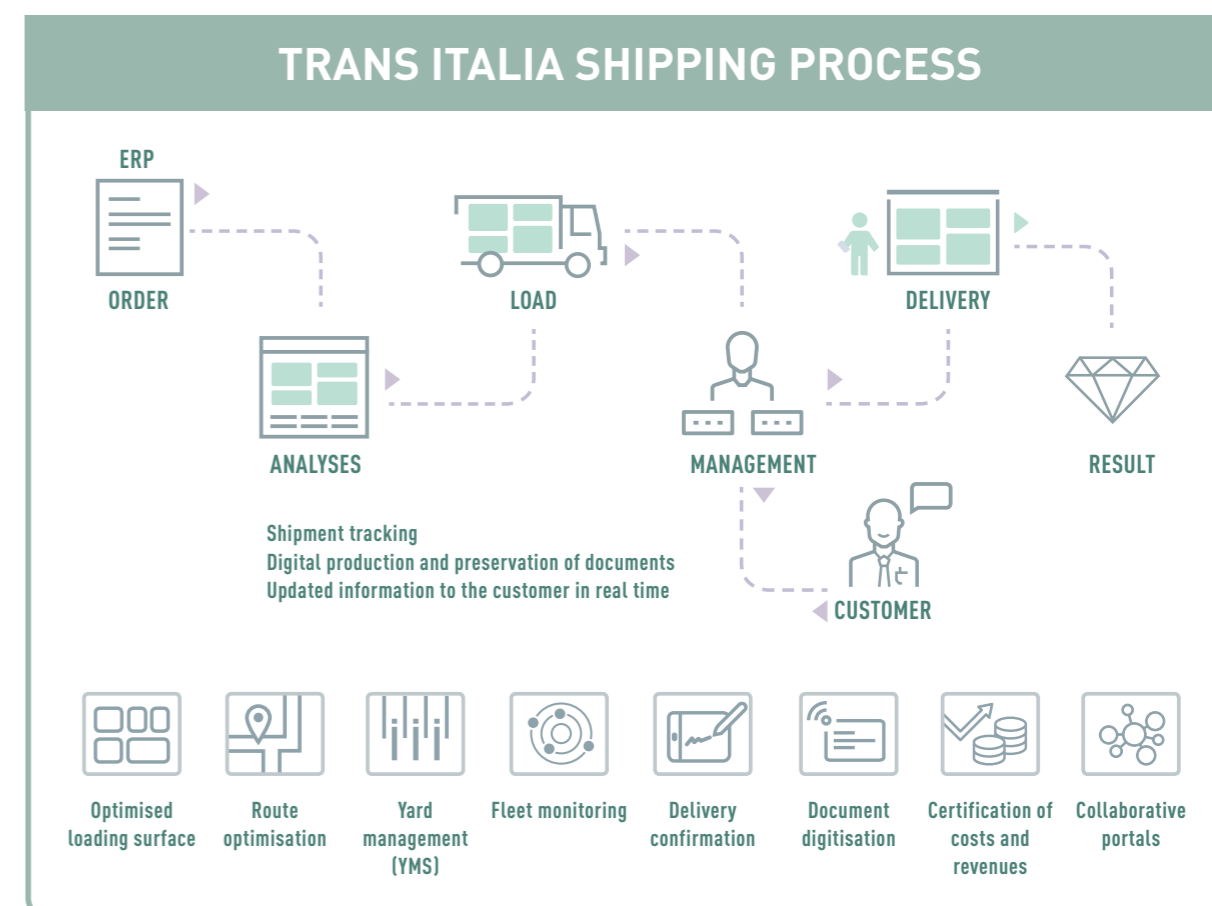 TRANS ITALIA SHIPPING PROCESS
ERP
ORDER
LOAD
DELIVERY
ANALYSES
MANAGEMENT
RESULT
Shipment tracking
Digital production and preservation of documents
Updated information to the customer in real time
CUSTOMER
Optimised
loading surface
Route
optimisation
Yard
management
(YMS)
Fleet monitoring
Delivery
confirmation
Document
digitisation
Certification of
costs and
revenues
Collaborative
portals